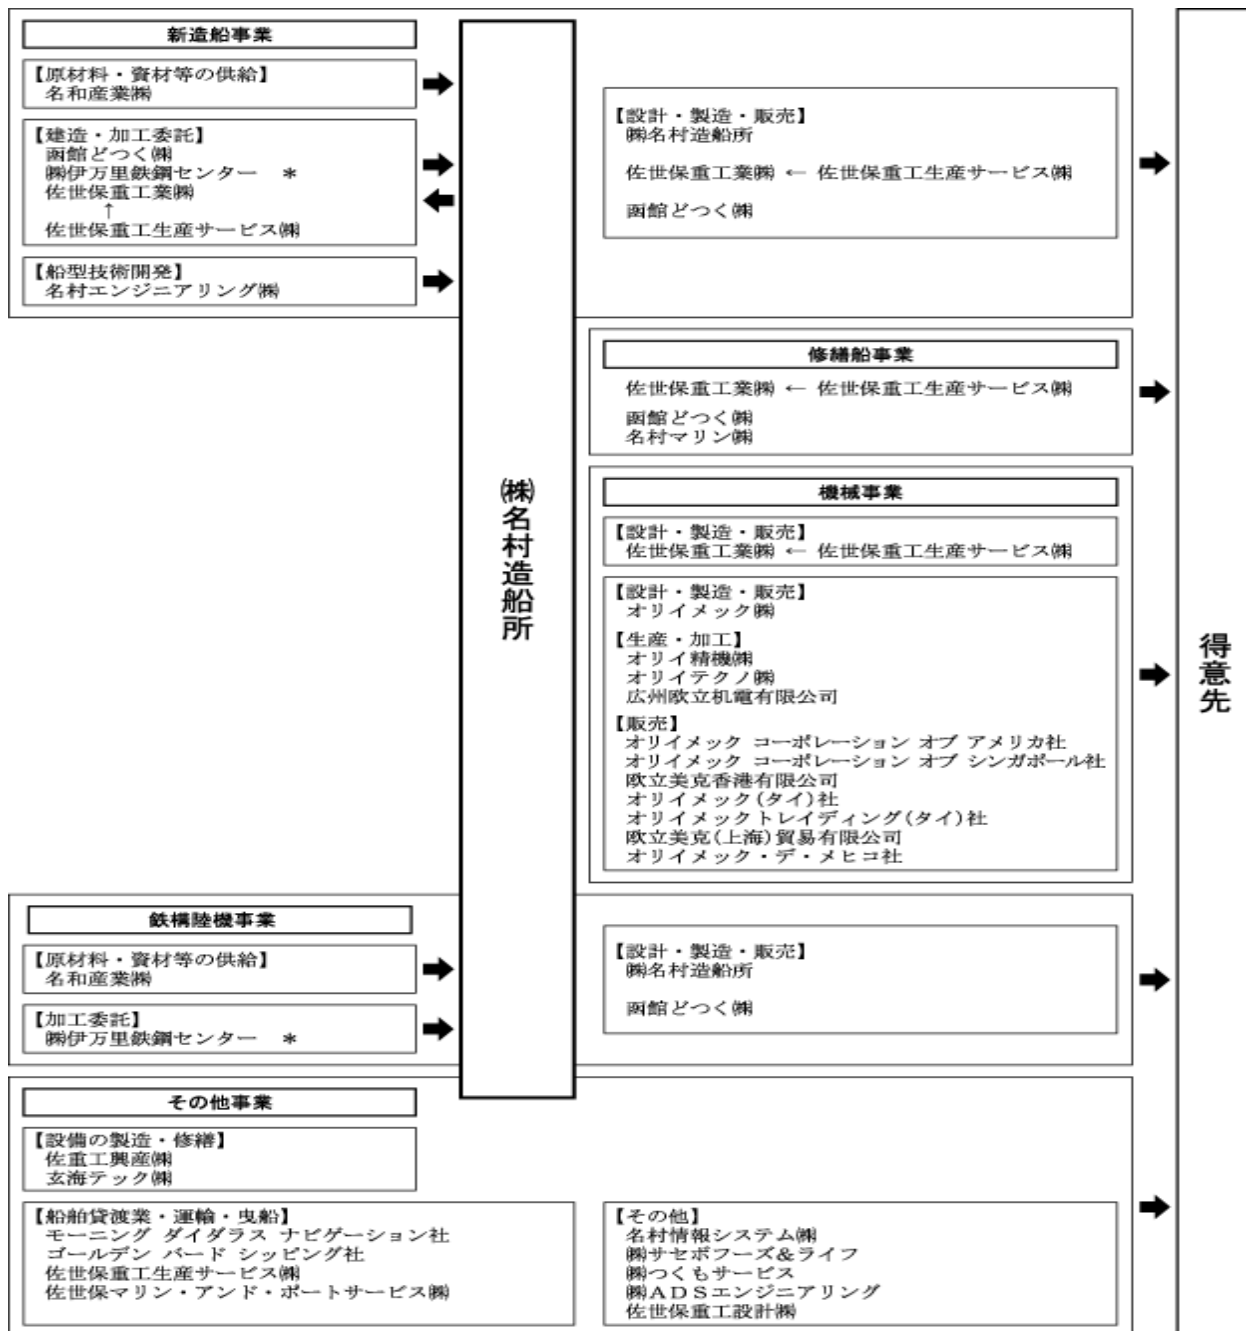 新造船事業
【原材料・資材等の供給】
名和産業㈱
【建造・加工委託】
函館どつく㈱
㈱伊万里鉄鋼センター ＊
佐世保重工業㈱
↑
佐世保重工生産サービス㈱
【船型技術開発】
名村エンジニアリング㈱
㈱名村造船所
【設計・製造・販売】
㈱名村造船所
佐世保重工業㈱ ← 佐世保重工生産サービス㈱
函館どつく㈱
修繕船事業
佐世保重工業㈱ ← 佐世保重工生産サービス㈱
函館どつく㈱
名村マリン㈱
機械事業
【設計・製造・販売】
佐世保重工業㈱ ← 佐世保重工生産サービス㈱
【設計・製造・販売】
オリイメック㈱
【生産・加工】
オリイ精機㈱
オリイテクノ㈱
広州欧立机電有限公司
【販売】
オリイメック コーポレーション オブ アメリカ社
オリイメック コーポレーション オブ シンガポール社
欧立美克香港有限公司
オリイメック(タイ)社
オリイメックトレイディング(タイ)社
欧立美克(上海)貿易有限公司
オリイメック・デ・メヒコ社
得意先
鉄構陸機事業
【原材料・資材等の供給】
名和産業㈱
【加工委託】
㈱伊万里鉄鋼センター ＊
【設計・製造・販売】
㈱名村造船所
函館どつく㈱
その他事業
【設備の製造・修繕】
佐重工興産㈱
玄海テック㈱
【船舶貸渡業・運輸・曳船】
モーニング ダイダラス ナビゲーション社
ゴールデン バード シッピング社
佐世保重工生産サービス㈱
佐世保マリン・アンド・ポートサービス㈱
【その他】
名村情報システム㈱
㈱サセボフーズ&ライフ
㈱つくもサービス
㈱ＡＤＳエンジニアリング
佐世保重工設計㈱